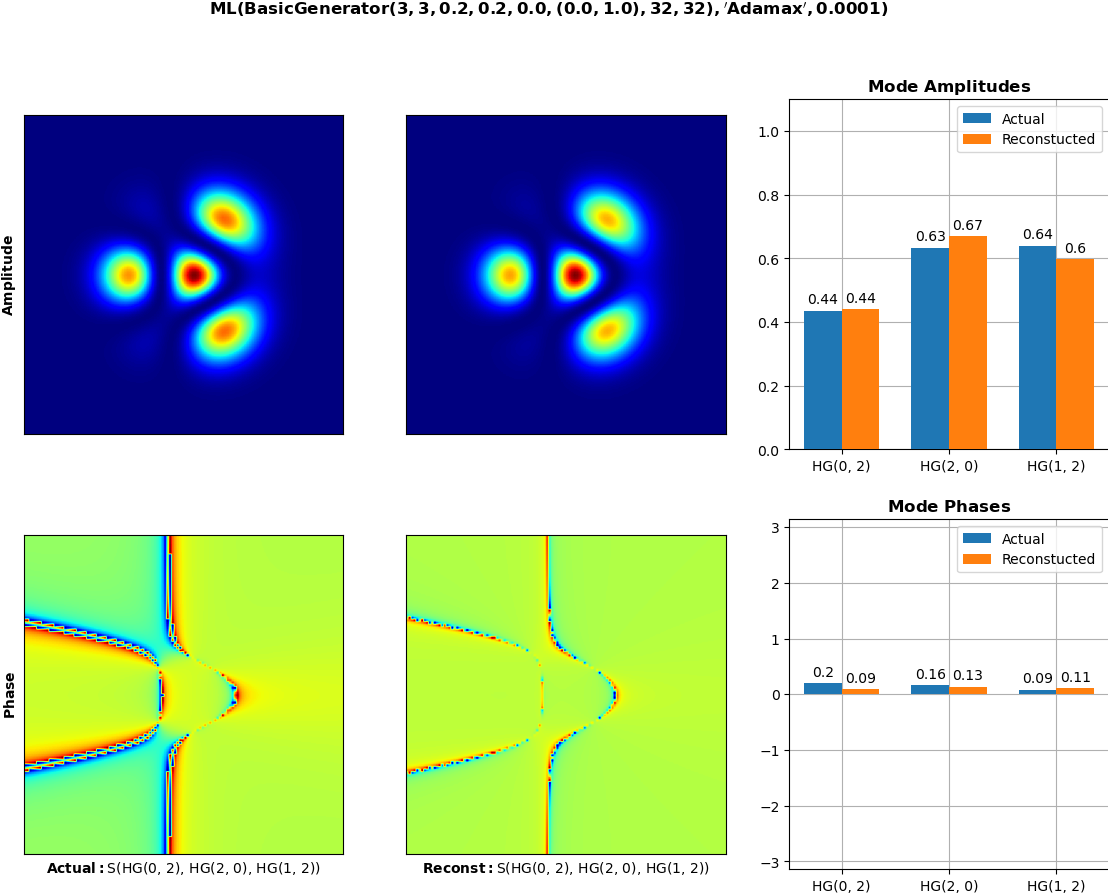 ML(BasicGenerator(3, 3, 0.2, 0.2, 0.0, (0.0, 1.0), 32, 32), 'Adamax', 0.0001)
Amplitude
Mode Amplitudes
Actual
Reconstucted
1.0
0.8
0.6
0.4
0.2
0.0
0.44
0.44
0.63
0.67
0.64
0.6
HG(0, 2)
HG(2, 0)
HG(1, 2)
Phase
Actual: S(HG(0, 2), HG(2, 0), HG(1, 2))
Reconst: S(HG(0, 2), HG(2, 0), HG(1, 2))
Mode Phases
Actual
Reconstucted
3
2
1
0
−1
−2
−3
0.2
0.09
0.16
0.13
0.09
0.11
HG(0, 2)
HG(2, 0)
HG(1, 2)